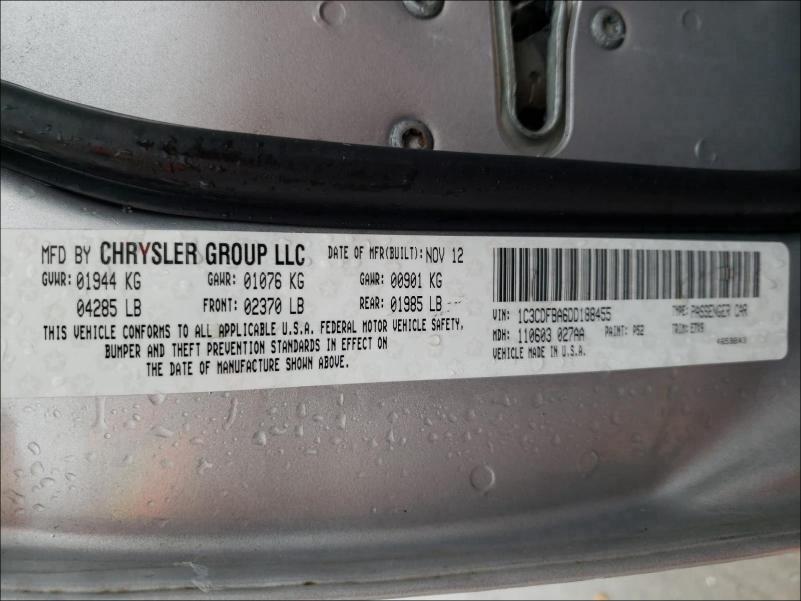 MFD BY CHRYSLER GROUP LLC DATE OF MFR(BUILT): NOV 12
GVWR: 01944 KG GAWR: 01076 KG GAWR: 00901 KG
04285 LB FRONT: 02370 LB REAR: 01985 LB
THIS VEHICLE CONFORMS TO ALL APPLICABLE U.S.A. FEDERAL MOTOR VEHICLE SAFETY,
BUMPER AND THEFT PREVENTION STANDARDS IN EFFECT ON
THE DATE OF MANUFACTURE SHOWN ABOVE.
VIN: 1C3CDFBA6DD188455 TYPE: PASSENGER CAR
MDH: 110603 027AA PAINT: PS2 TRIM: E7X9
VEHICLE MADE IN U.S.A.